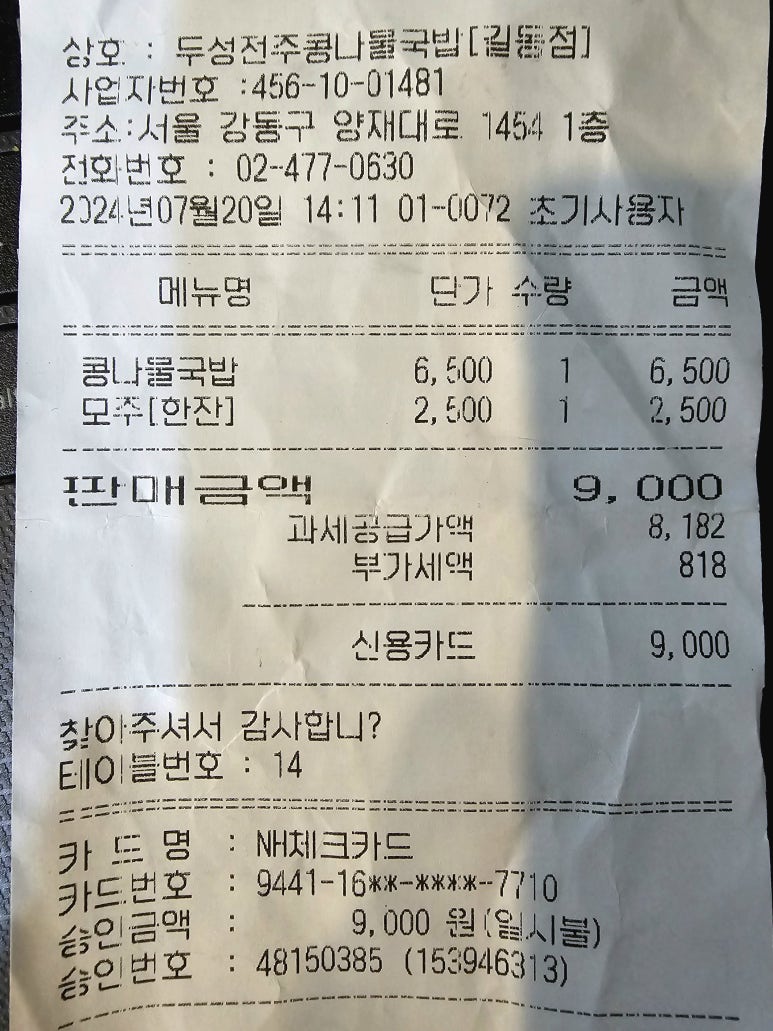 상호 : 두성전주콩나물국밥[길동점]
사업자번호 :456-10-01481
주소:서울 강동구 양재대로 1454 1층
전화번호 : 02-477-0630
2024년07월20일 14:11 01-0072 초기사용자
메뉴명 단가 수량 금액
콩나물국밥 6,500 1 6,500
모주[한잔] 2,500 1 2,500
판매금액 9,000
과세공급가액 8,182
부가세액 818
신용카드 9,000
찾아주셔서 감사합니?
테이블번호 : 14
카 드 명 : NH체크카드
카드번호 : 9441-16**-****-7710
승인금액 : 9,000 원(일시불)
승인번호 : 48150385 (153946313)